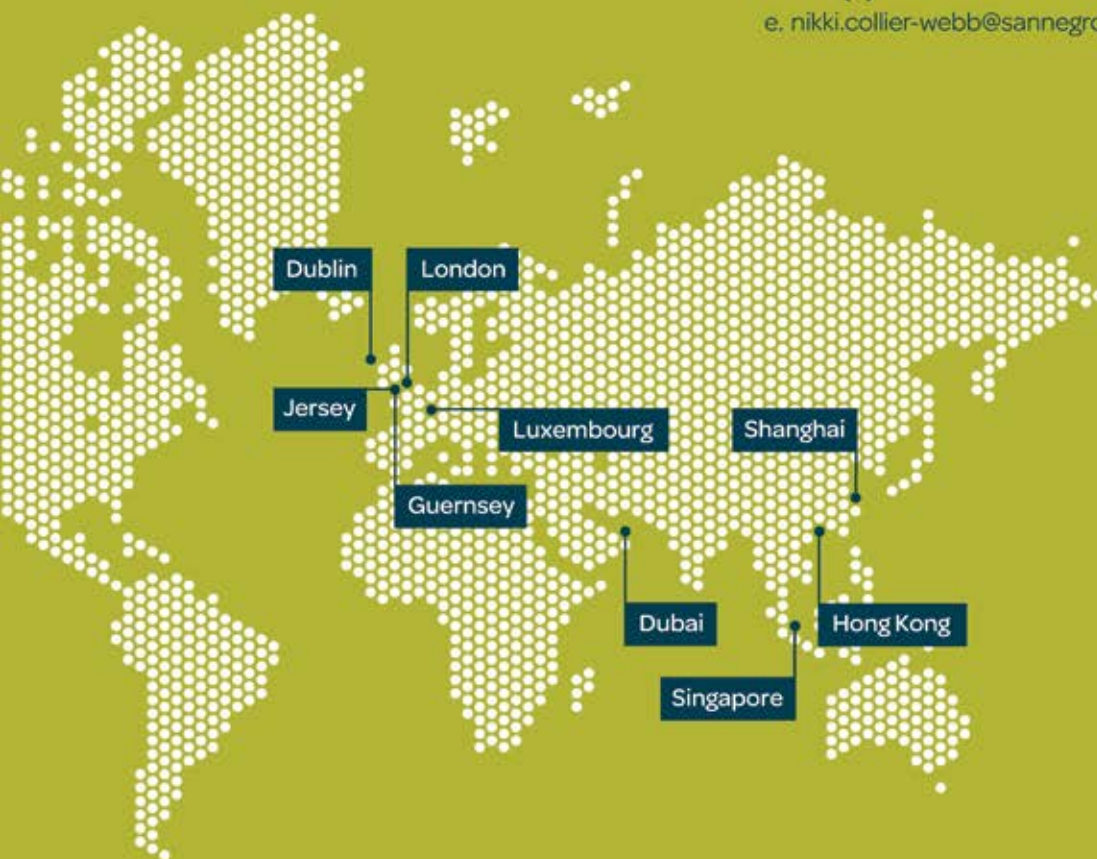 e. nikki.collier-webb@sannegro
Dublin
London
Jersey
Luxembourg
Shanghai
Guernsey
Dubai
Hong Kong
Singapore